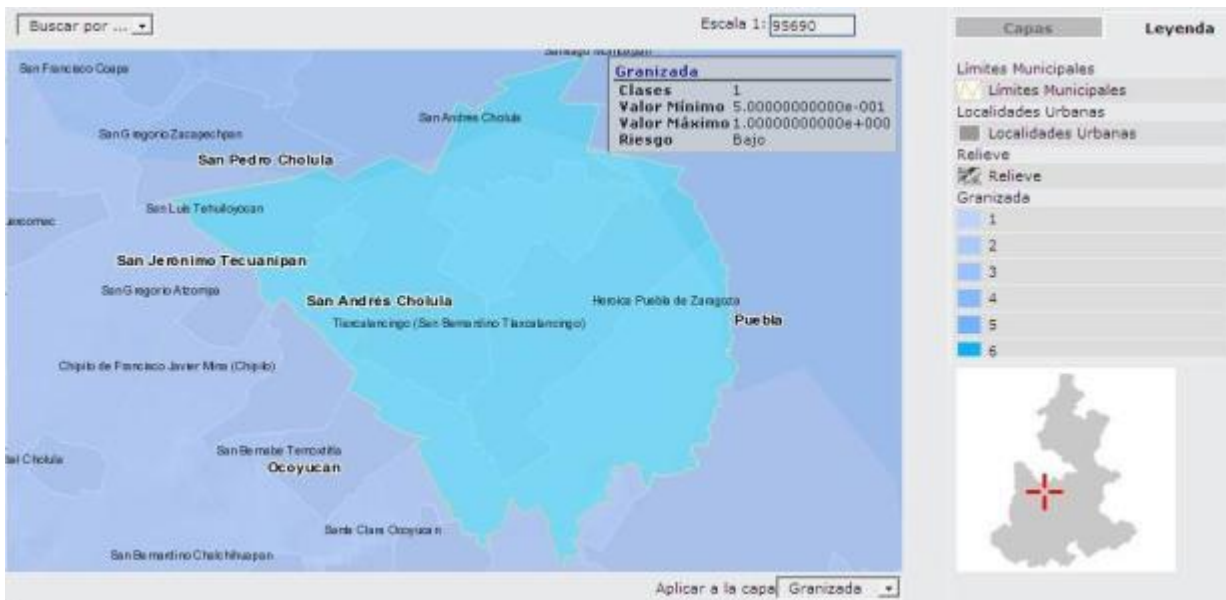 Buscar por ...
Escala 1: 95690
Capas
Leyenda
San Francisco Coapa
Granizada
Clases 1
Valor Mínimo 5.00000000000e-001
Valor Máximo 1.00000000000e+000
Riesgo Bajo
San Andres Cholula
San Gregorio Zacapechpan
San Pedro Cholula
San Luis Tehuiloyocan
San Jerónimo Tecuanipan
San Gregorio Atzompa
San Andrés Cholula
Heroica Puebla de Zaragoza
Tlaxcalancingo (San Bernardino Tlaxcalancingo)
Puebla
Chipilo de Francisco Javier Mina (Chipilo)
San Bernabe Temoxtitla
Cholula
Ocoyucan
Santa Clara Ocoyucan
San Bernardino Chalchihuapan
Límites Municipales
Límites Municipales
Localidades Urbanas
Localidades Urbanas
Relieve
Relieve
Granizada
1
2
3
4
5
6
Aplicar a la capa Granizada